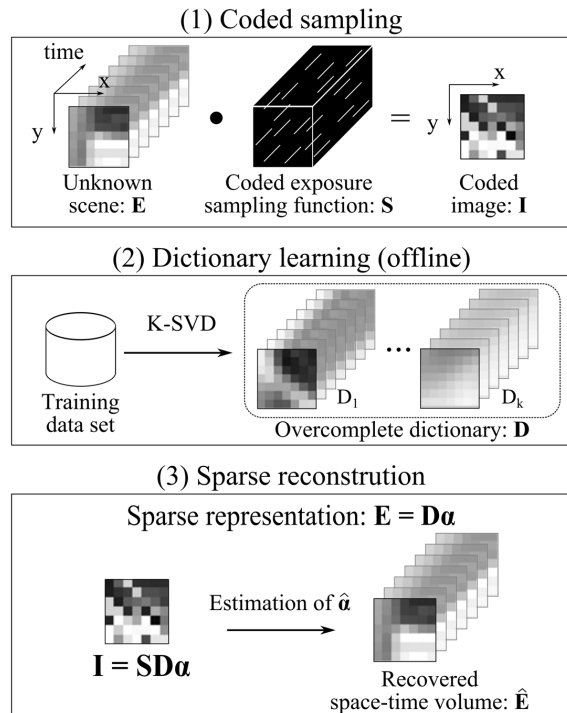 (1) Coded sampling
time
x
y
Unknown
scene: E
Coded exposure
sampling function: S
=
x
y
Coded
image: I
(2) Dictionary learning (offline)
K-SVD
Training
data set
D₁
...
Dₖ
Overcomplete dictionary: D
(3) Sparse reconstrution
Sparse representation: E = Dα
I = SDα
Estimation of α̂
Recovered
space-time volume: Ê